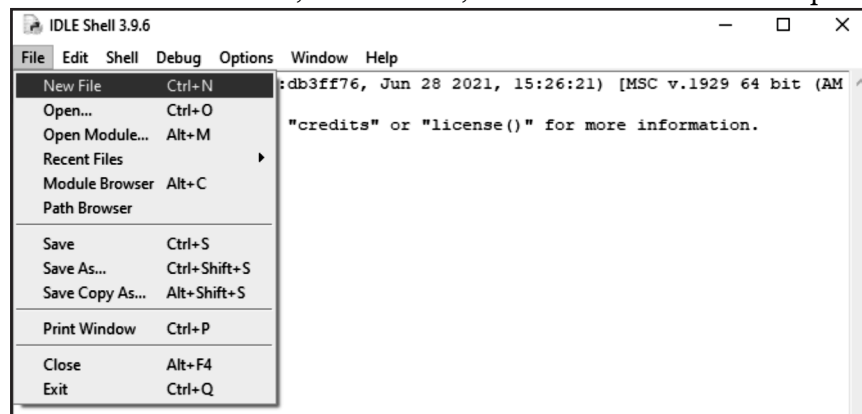 IDLE Shell 3.9.6
File Edit Shell Debug Options Window Help
New File Ctrl+N
:db3ff76, Jun 28 2021, 15:26:21) [MSC v.1929 64 bit (AM
Open... Ctrl+O
"credits" or "license()" for more information.
Open Module... Alt+M
Recent Files
Module Browser Alt+C
Path Browser
Save Ctrl+S
Save As... Ctrl+Shift+S
Save Copy As... Alt+Shift+S
Print Window Ctrl+P
Close Alt+F4
Exit Ctrl+Q